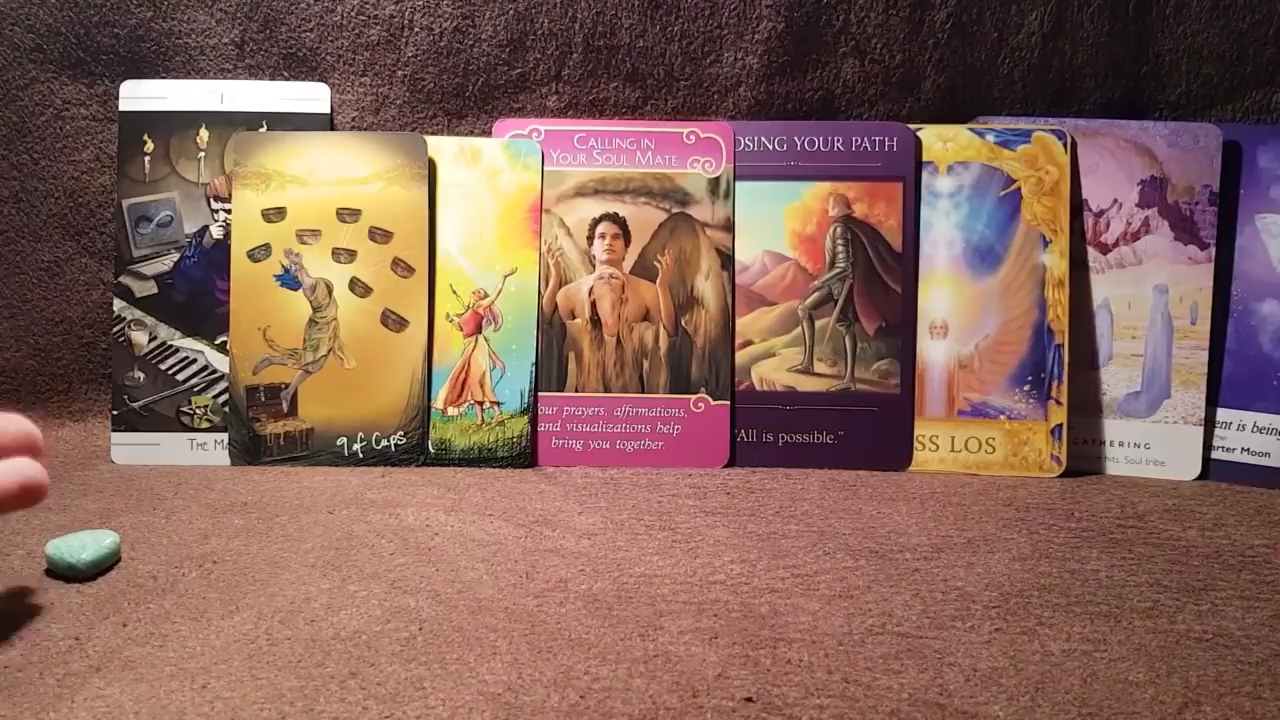 I
THE MA
9 of Cups
CALLING IN
YOUR SOUL MATE
our prayers, affirmations,
and visualizations help
bring you together.
OSING YOUR PATH
"All is possible."
SS LOS
GATHERING
hits. Soul tribe.
ent is bein
arter Moon